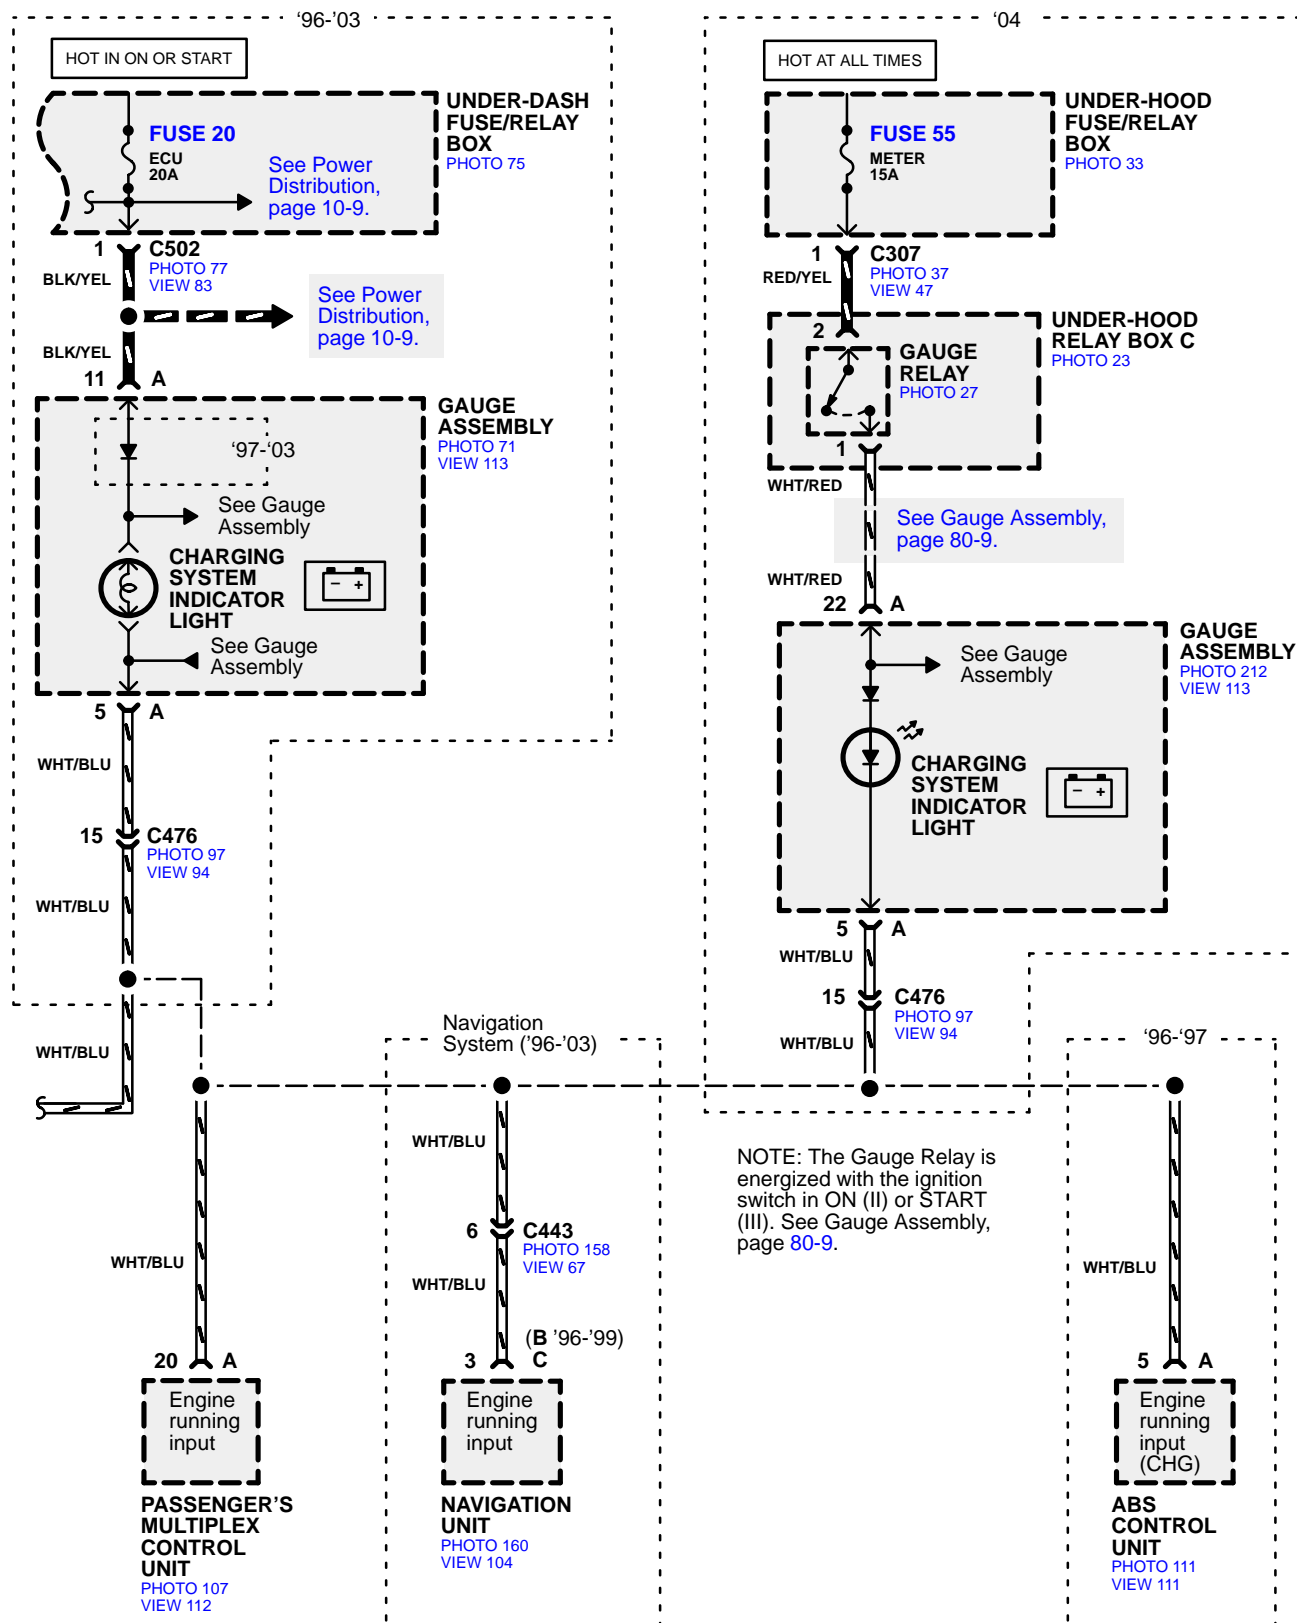 ‘96-‘03
HOT IN ON OR START
UNDER-DASH
FUSE/RELAY
BOX
PHOTO 75
FUSE 20
ECU
20A
See Power
Distribution,
page 10-9.
1
C502
PHOTO 77
VIEW 83
BLK/YEL
See Power
Distribution,
page 10-9.
BLK/YEL
11 A
GAUGE
ASSEMBLY
PHOTO 71
VIEW 113
‘97-‘03
See Gauge
Assembly
CHARGING
SYSTEM
INDICATOR
LIGHT
– +
See Gauge
Assembly
5 A
WHT/BLU
15 C476
PHOTO 97
VIEW 94
WHT/BLU
WHT/BLU
‘04
HOT AT ALL TIMES
UNDER-HOOD
FUSE/RELAY
BOX
PHOTO 33
FUSE 55
METER
15A
1 C307
PHOTO 37
VIEW 47
RED/YEL
UNDER-HOOD
RELAY BOX C
PHOTO 23
2
GAUGE
RELAY
PHOTO 27
1
WHT/RED
See Gauge Assembly,
page 80-9.
WHT/RED
22 A
GAUGE
ASSEMBLY
PHOTO 212
VIEW 113
See Gauge
Assembly
CHARGING
SYSTEM
INDICATOR
LIGHT
– +
5 A
WHT/BLU
15 C476
PHOTO 97
VIEW 94
WHT/BLU
NOTE: The Gauge Relay is
energized with the ignition
switch in ON (II) or START
(III). See Gauge Assembly,
page 80-9.
WHT/BLU
20 A
Engine
running
input
PASSENGER’S
MULTIPLEX
CONTROL
UNIT
PHOTO 107
VIEW 112
Navigation
System ('96-'03)
WHT/BLU
6 C443
PHOTO 158
VIEW 67
WHT/BLU
(B ’96-’99)
3 C
Engine
running
input
NAVIGATION
UNIT
PHOTO 160
VIEW 104
‘96-‘97
WHT/BLU
5 A
Engine
running
input
(CHG)
ABS
CONTROL
UNIT
PHOTO 111
VIEW 111